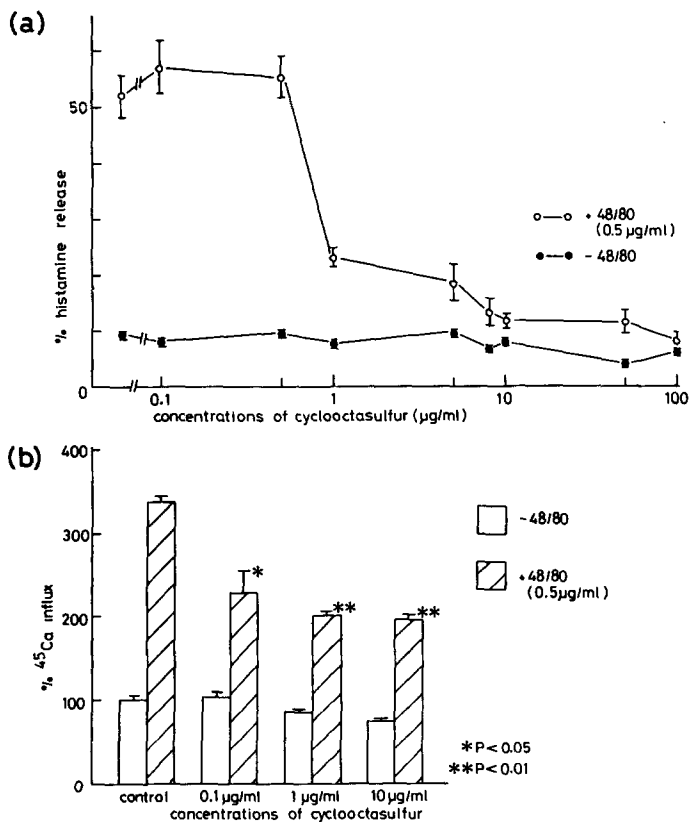 (a)
50
% histamine release
+ 48/80
(0.5 µg/ml)
- 48/80
0
0.1
1
10
100
concentrations of cyclooctasulfur (µg/ml)
(b)
400
300
200
100
0
% 45Ca influx
*
**
**
- 48/80
+ 48/80
(0.5µg/ml)
* P < 0.05
** P < 0.01
control
0.1 µg/ml
1 µg/ml
10 µg/ml
concentrations of cyclooctasulfur